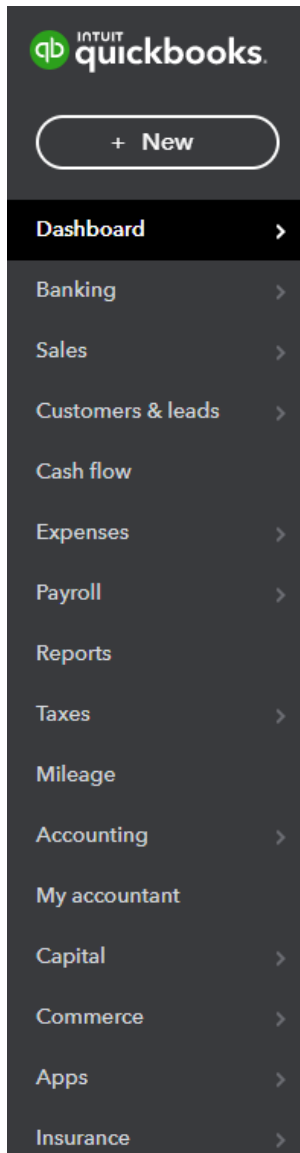 qb INTUIT
quickbooks.
+ New
Dashboard
Banking
Sales
Customers & leads
Cash flow
Expenses
Payroll
Reports
Taxes
Mileage
Accounting
My accountant
Capital
Commerce
Apps
Insurance